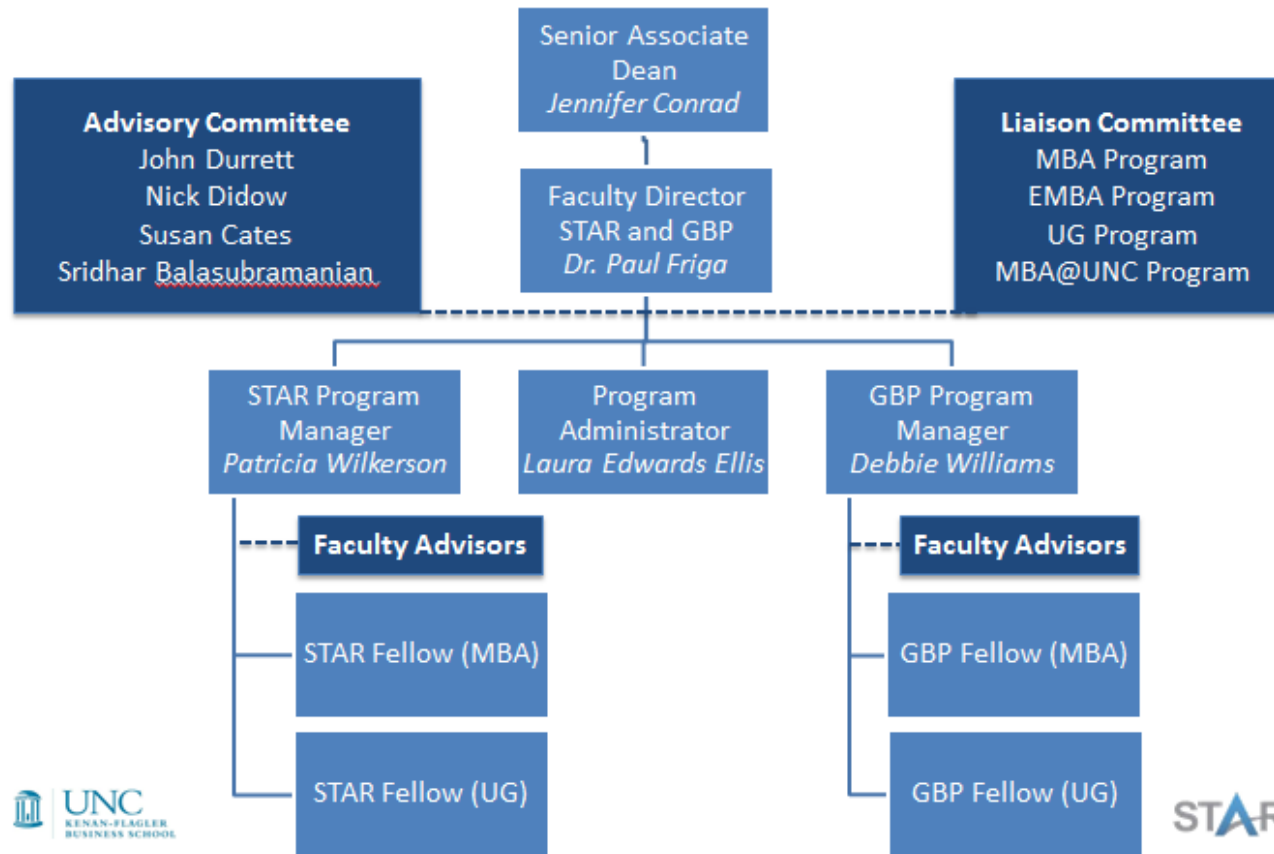 Senior Associate
Dean
Jennifer Conrad
Advisory Committee
John Durrett
Nick Didow
Susan Cates
Sridhar Balasubramanian
Liaison Committee
MBA Program
EMBA Program
UG Program
MBA@UNC Program
Faculty Director
STAR and GBP
Dr. Paul Friga
STAR Program
Manager
Patricia Wilkerson
Program
Administrator
Laura Edwards Ellis
GBP Program
Manager
Debbie Williams
Faculty Advisors
STAR Fellow (MBA)
STAR Fellow (UG)
Faculty Advisors
GBP Fellow (MBA)
GBP Fellow (UG)
UNC
KENAN-FLAGLER
BUSINESS SCHOOL
STAR